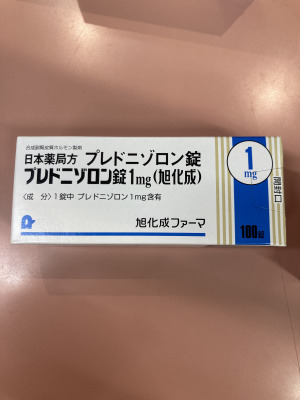 合成副腎皮質ホルモン製剤
日本薬局方 プレドニゾロン錠
プレドニゾロン錠1mg(旭化成)
〈成 分〉1錠中 プレドニゾロン1mg含有
旭化成ファーマ
1
mg
100錠
開封口